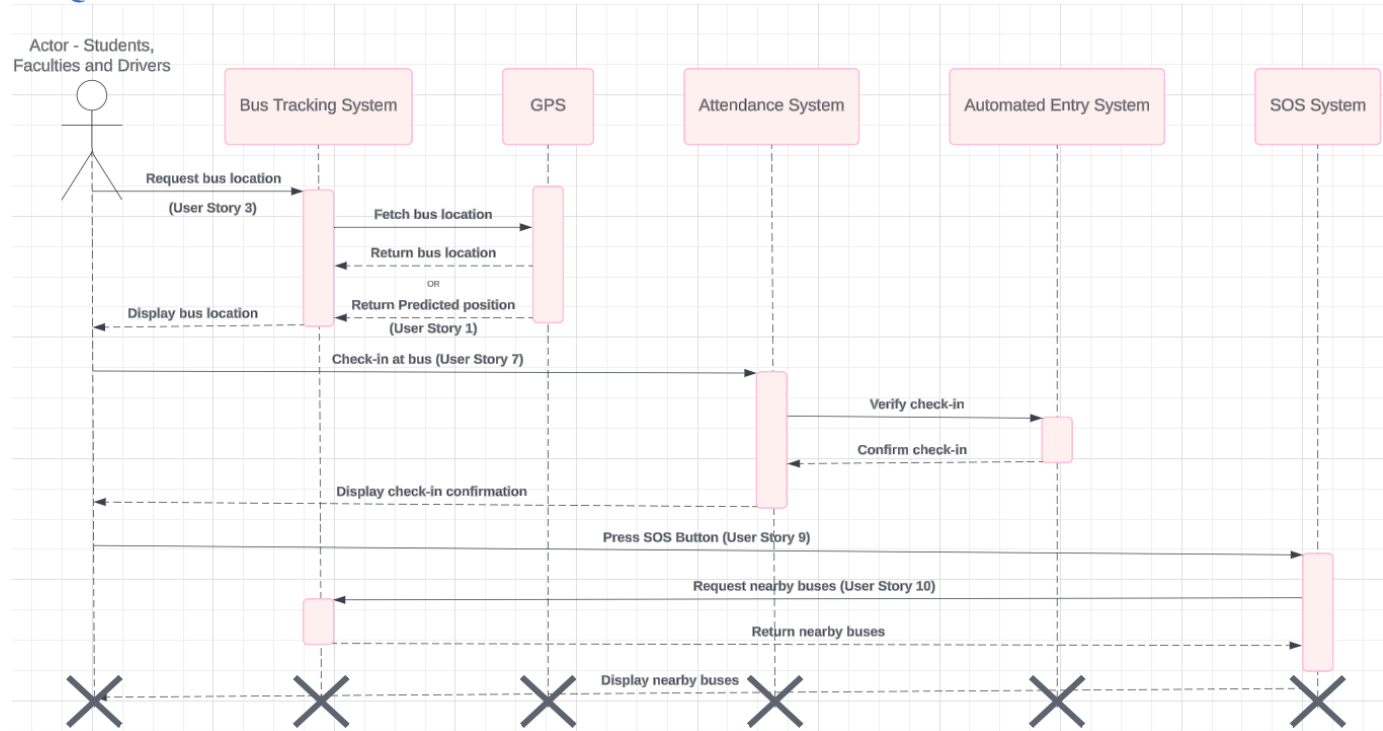 Actor - Students,
Faculties and Drivers
Bus Tracking System
GPS
Attendance System
Automated Entry System
SOS System
Request bus location
(User Story 3)
Fetch bus location
Return bus location
OR
Return Predicted position
(User Story 1)
Display bus location
Check-in at bus (User Story 7)
Verify check-in
Confirm check-in
Display check-in confirmation
Press SOS Button (User Story 9)
Request nearby buses (User Story 10)
Return nearby buses
Display nearby buses